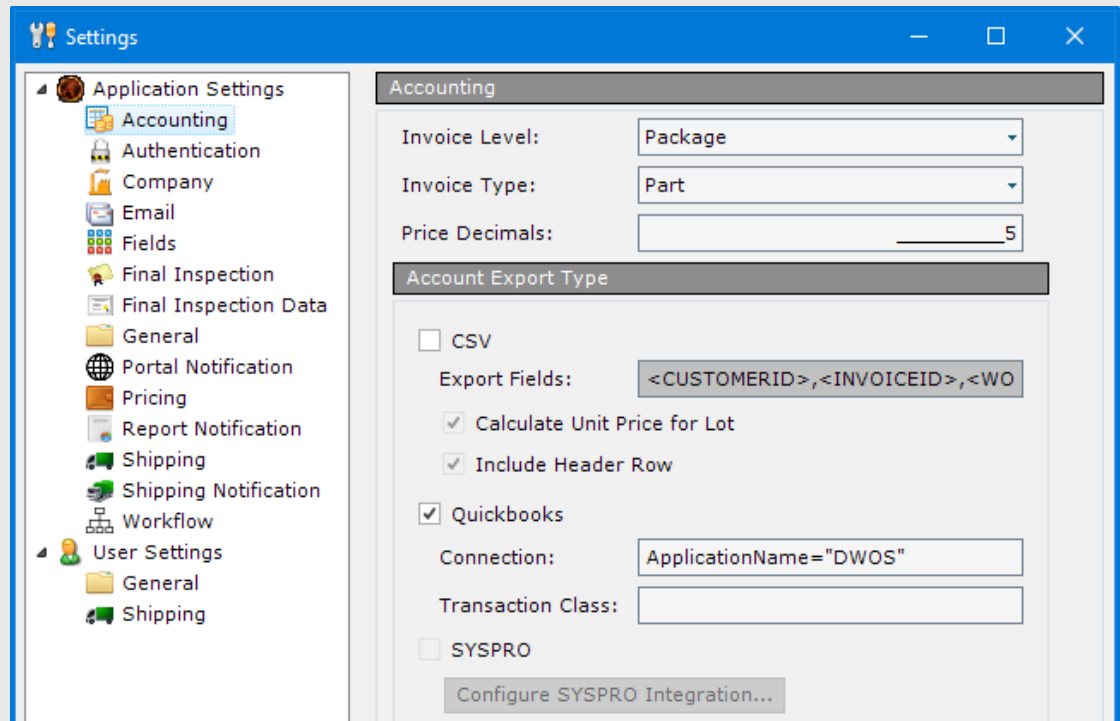 Settings
Application Settings
Accounting
Authentication
Company
Email
Fields
Final Inspection
Final Inspection Data
General
Portal Notification
Pricing
Report Notification
Shipping
Shipping Notification
Workflow
User Settings
General
Shipping
Accounting
Invoice Level: Package
Invoice Type: Part
Price Decimals: _________5
Account Export Type
CSV
Export Fields: <CUSTOMERID>,<INVOICEID>,<WO
Calculate Unit Price for Lot
Include Header Row
Quickbooks
Connection: ApplicationName="DWOS"
Transaction Class:
SYSPRO
Configure SYSPRO Integration...